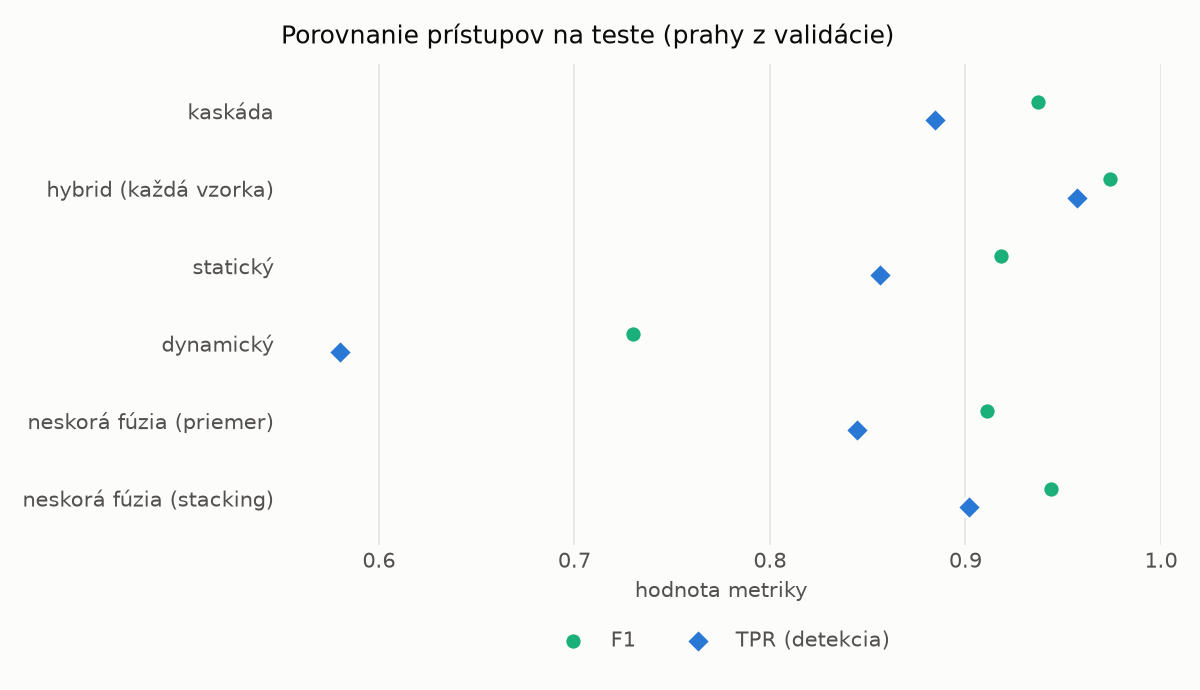 Porovnanie prístupov na teste (prahy z validácie)
kaskáda
hybrid (každá vzorka)
statický
dynamický
neskorá fúzia (priemer)
neskorá fúzia (stacking)
0.6 0.7 0.8 0.9 1.0
hodnota metriky
F1 TPR (detekcia)